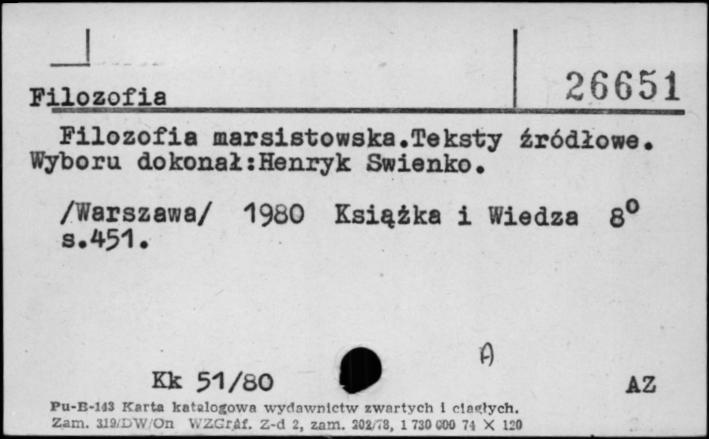 26651
Filozofia
Filozofia marsistowska.Teksty źródłowe.
Wyboru dokonał:Henryk Swienko.
/Warszawa/ 1980 Książka i Wiedza 8°
s.451.
A
Kk 51/80 AZ
Pu-B-143 Karta katalogowa wydawnictw zwartych i ciągłych.
Zam. 319/DW/On WZGraf. Z-d 2, zam. 202/78, 1 730 000 74 X 120